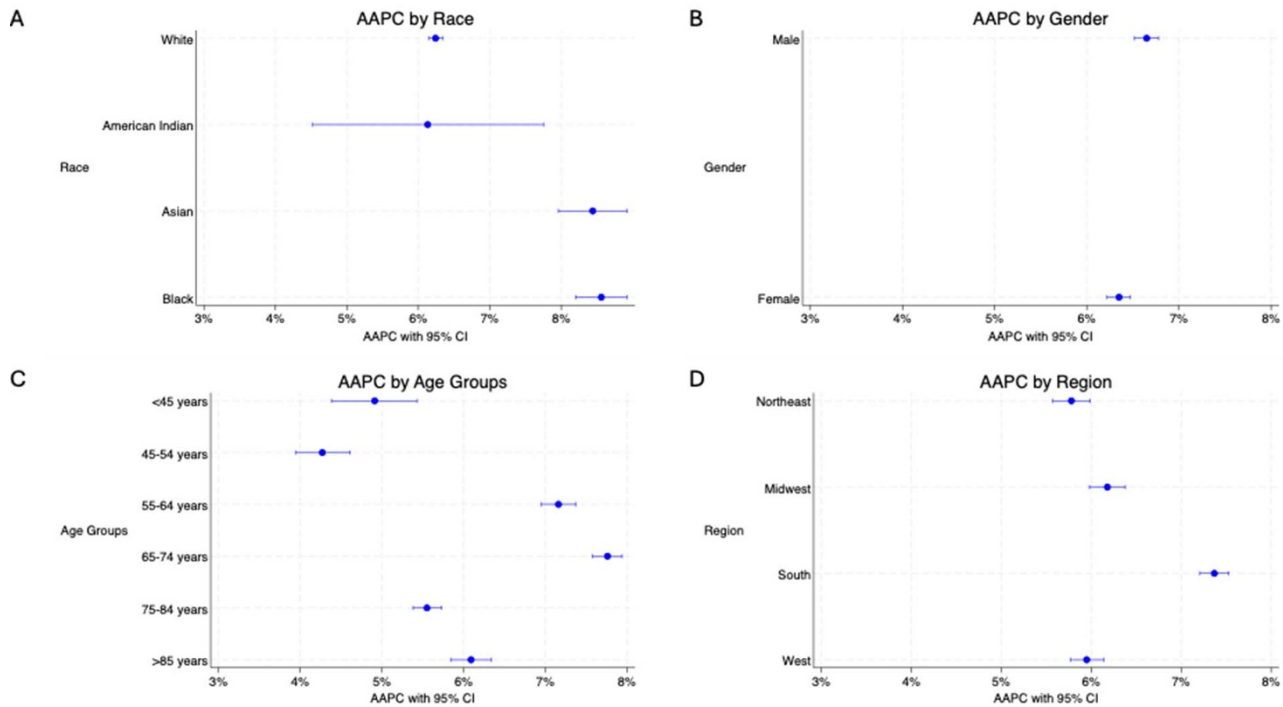 A
AAPC by Race
White
American Indian
Race
Asian
Black
3% 4% 5% 6% 7% 8%
AAPC with 95% CI
B
AAPC by Gender
Male
Gender
Female
3% 4% 5% 6% 7% 8%
AAPC with 95% CI
C
AAPC by Age Groups
<45 years
45-54 years
55-64 years
Age Groups
65-74 years
75-84 years
>85 years
3% 4% 5% 6% 7% 8%
AAPC with 95% CI
D
AAPC by Region
Northeast
Midwest
Region
South
West
3% 4% 5% 6% 7% 8%
AAPC with 95% CI